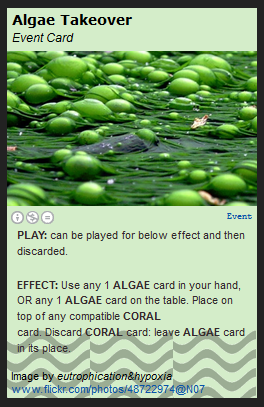 Algae Takeover
Event Card
Event
PLAY: can be played for below effect and then
discarded.
EFFECT: Use any 1 ALGAE card in your hand,
OR any 1 ALGAE card on the table. Place on
top of any compatible CORAL
card. Discard CORAL card: leave ALGAE card
in its place.
Image by eutrophication&hypoxia
www.flickr.com/photos/48722974@N07